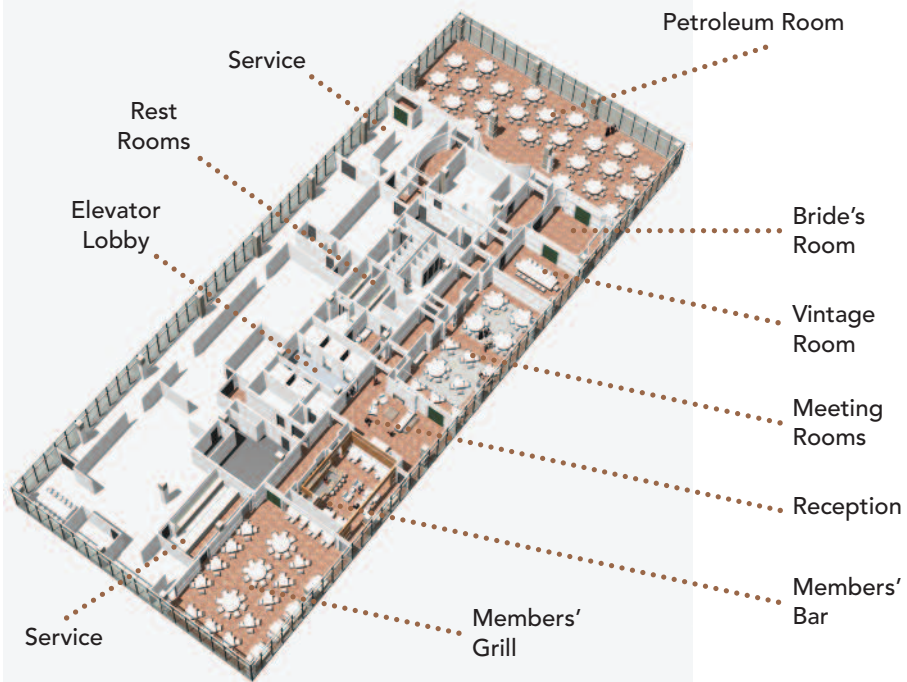 Petroleum Room
Service
Rest
Rooms
Elevator
Lobby
Bride’s
Room
Vintage
Room
Meeting
Rooms
Reception
Members’
Bar
Members’
Grill
Service